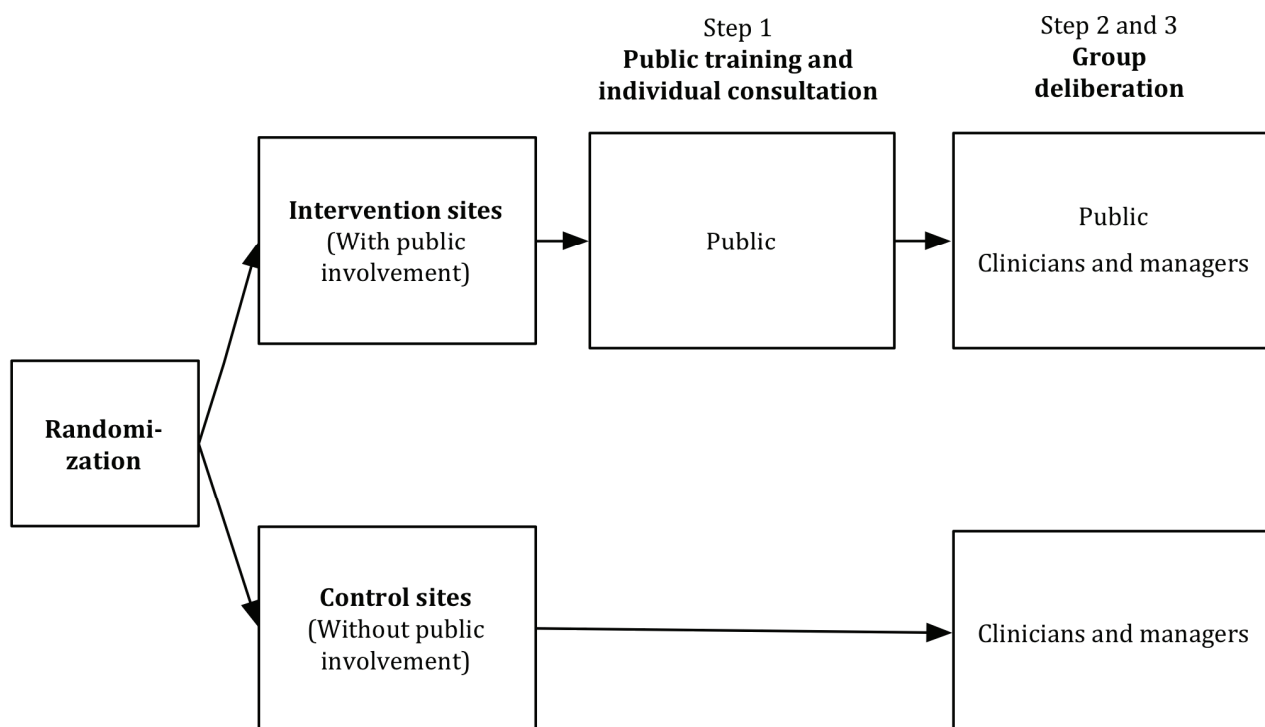 Step 1
Public training and
individual consultation
Step 2 and 3
Group
deliberation
Intervention sites
(With public
involvement)
Public
Public
Clinicians and managers
Randomi-
zation
Control sites
(Without public
involvement)
Clinicians and managers